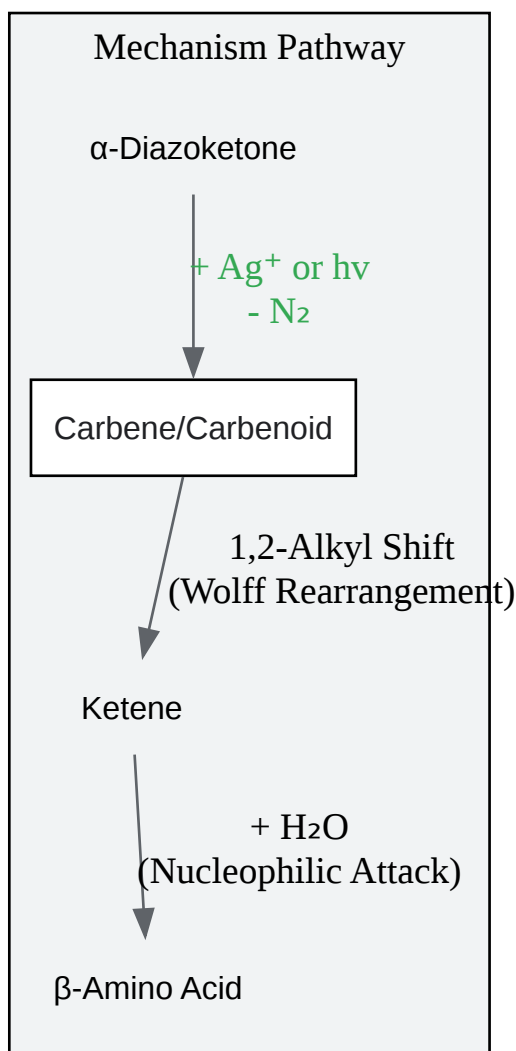 Mechanism Pathway
α-Diazoketone
+ Ag⁺ or hv
- N₂
Carbene/Carbenoid
1,2-Alkyl Shift
(Wolff Rearrangement)
Ketene
+ H₂O
(Nucleophilic Attack)
β-Amino Acid